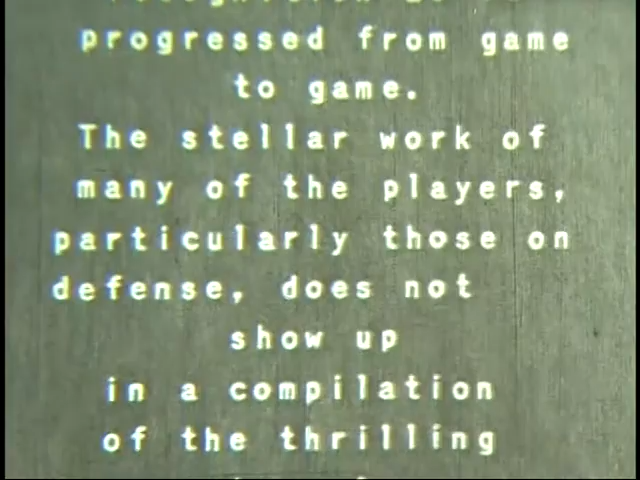 progressed from game
to game.
The stellar work of
many of the players,
particularly those on
defense, does not
show up
in a compilation
of the thrilling